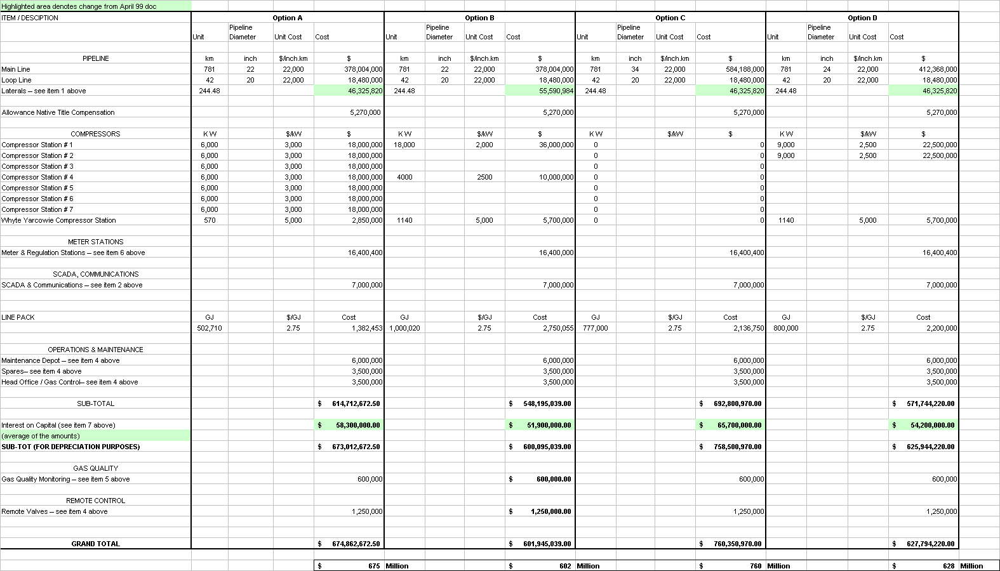 Highlighted area denotes change from April 99 doc
ITEM / DESCIPTION Option A Option B Option C Option D
Pipeline Pipeline Pipeline Pipeline
Unit Diameter Unit Cost Cost Unit Diameter Unit Cost Cost Unit Diameter Unit Cost Cost Unit Diameter Unit Cost Cost
PIPELINE km inch $/inch.km $ km inch $/inch.km $ km inch $/inch.km $ km inch $/inch.km $
Main Line 781 22 22,000 378,004,000 781 22 22,000 378,004,000 781 34 22,000 584,188,000 781 24 22,000 412,368,000
Loop Line 42 20 22,000 18,480,000 42 20 22,000 18,480,000 42 20 22,000 18,480,000 42 20 22,000 18,480,000
Laterals – see item 1 above 244.48 46,325,820 244.48 55,590,984 244.48 46,325,820 244.48 46,325,820
Allowance Native Title Compensation 5,270,000 5,270,000 5,270,000 5,270,000
COMPRESSORS K W $/kW $ K W $/kW $ K W $/kW $ K W $/kW $
Compressor Station # 1 6,000 3,000 18,000,000 18,000 2,000 36,000,000 0 0 9,000 2,500 22,500,000
Compressor Station # 2 6,000 3,000 18,000,000 0 0 9,000 2,500 22,500,000
Compressor Station # 3 6,000 3,000 18,000,000 0 0
Compressor Station # 4 6,000 3,000 18,000,000 4000 2500 10,000,000 0 0
Compressor Station # 5 6,000 3,000 18,000,000 0 0
Compressor Station # 6 6,000 3,000 18,000,000 0 0
Compressor Station # 7 6,000 3,000 18,000,000 0 0
Whyte Yarcowie Compressor Station 570 5,000 2,850,000 1140 5,000 5,700,000 0 0 1140 5,000 5,700,000
METER STATIONS
Meter & Regulation Stations – see item 6 above 16,400,400 16,400,000 16,400,400 16,400,400
SCADA, COMMUNICATIONS
SCADA & Communications – see item 2 above 7,000,000 7,000,000 7,000,000 7,000,000
LINE PACK GJ $/GJ Cost GJ $/GJ Cost GJ $/GJ Cost GJ $/GJ Cost
502,710 2.75 1,382,453 1,000,020 2.75 2,750,055 777,000 2.75 2,136,750 800,000 2.75 2,200,000
OPERATIONS & MAINTENANCE
Maintenance Depot – see item 4 above 6,000,000 6,000,000 6,000,000 6,000,000
Spares– see item 4 above 3,500,000 3,500,000 3,500,000 3,500,000
Head Office / Gas Control– see item 4 above 3,500,000 3,500,000 3,500,000 3,500,000
SUB-TOTAL $ 614,712,672.50 $ 548,195,039.00 $ 692,800,970.00 $ 571,744,220.00
Interest on Capital (see item 7 above) $ 58,300,000.00 $ 51,900,000.00 $ 65,700,000.00 $ 54,200,000.00
(average of the amounts)
SUB-TOT (FOR DEPRECIATION PURPOSES) $ 673,012,672.50 $ 600,095,039.00 $ 758,500,970.00 $ 625,944,220.00
GAS QUALITY
Gas Quality Monitoring – see item 5 above 600,000 $ 600,000.00 600,000 600,000
REMOTE CONTROL
Remote Valves – see item 4 above 1,250,000 $ 1,250,000.00 1,250,000 1,250,000
GRAND TOTAL $ 674,862,672.50 $ 601,945,039.00 $ 760,350,970.00 $ 627,794,220.00
$ 675 Million $ 602 Million $ 760 Million $ 628 Million